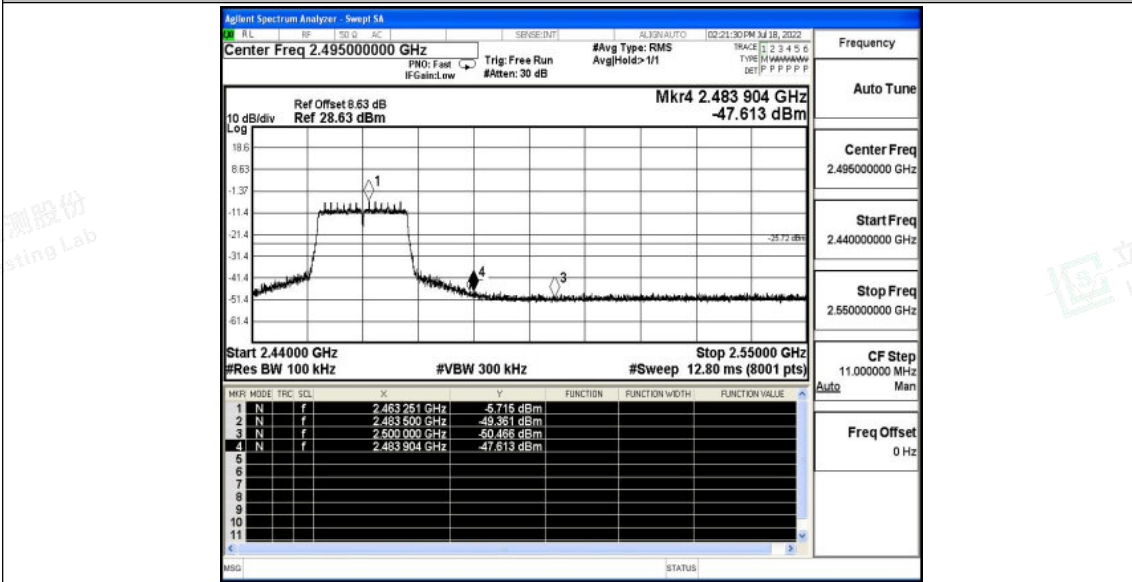 Agilent Spectrum Analyzer - Swept SA
RL RF 50 Ω AC SENSE:INT ALIGNAUTO 02:21:30 PM Jul 18, 2022
Center Freq 2.495000000 GHz
PNO: Fast
IFGain:Low
Trig: Free Run
#Atten: 30 dB
#Avg Type: RMS
Avg|Hold:>1/1
TRACE 1 2 3 4 5 6
TYPE M
DET P P P P P P
Frequency
Auto Tune
Center Freq
2.495000000 GHz
Start Freq
2.440000000 GHz
Stop Freq
2.550000000 GHz
CF Step
11.000000 MHz
Auto Man
Freq Offset
0 Hz
Mkr4 2.483 904 GHz
-47.613 dBm
Ref Offset 8.63 dB
10 dB/div Ref 28.63 dBm
Log
18.6
8.63
-1.37
-11.4
-21.4
-31.4
-41.4
-51.4
-61.4
1
4
3
-25.72 dBm
Start 2.44000 GHz Stop 2.55000 GHz
#Res BW 100 kHz #VBW 300 kHz #Sweep 12.80 ms (8001 pts)
MKR MODE TRC SCL X Y FUNCTION FUNCTION WIDTH FUNCTION VALUE
1 N f 2.463 251 GHz -5.715 dBm
2 N f 2.483 500 GHz -49.361 dBm
3 N f 2.500 000 GHz -50.466 dBm
4 N f 2.483 904 GHz -47.613 dBm
5
6
7
8
9
10
11
MSG STATUS
测股份
sting Lab
立